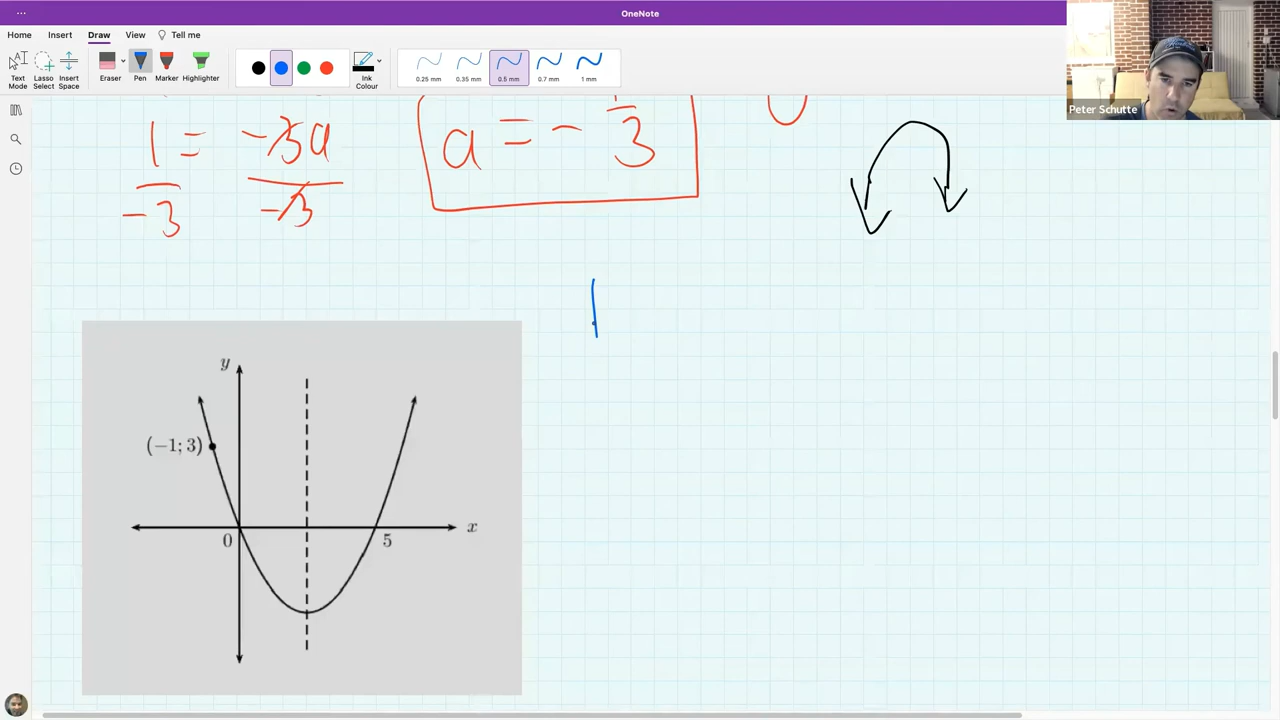 OneNote
Home Insert Draw View Tell me
Text Mode
Lasso Select
Insert Space
Eraser
Pen
Marker
Highlighter
0.25 mm
0.35 mm
0.5 mm
0.7 mm
1 mm
Ink Colour
Peter Schutte
1 = -3a
-3 -3
a = - 1/3
y
(−1; 3)
x
0
5